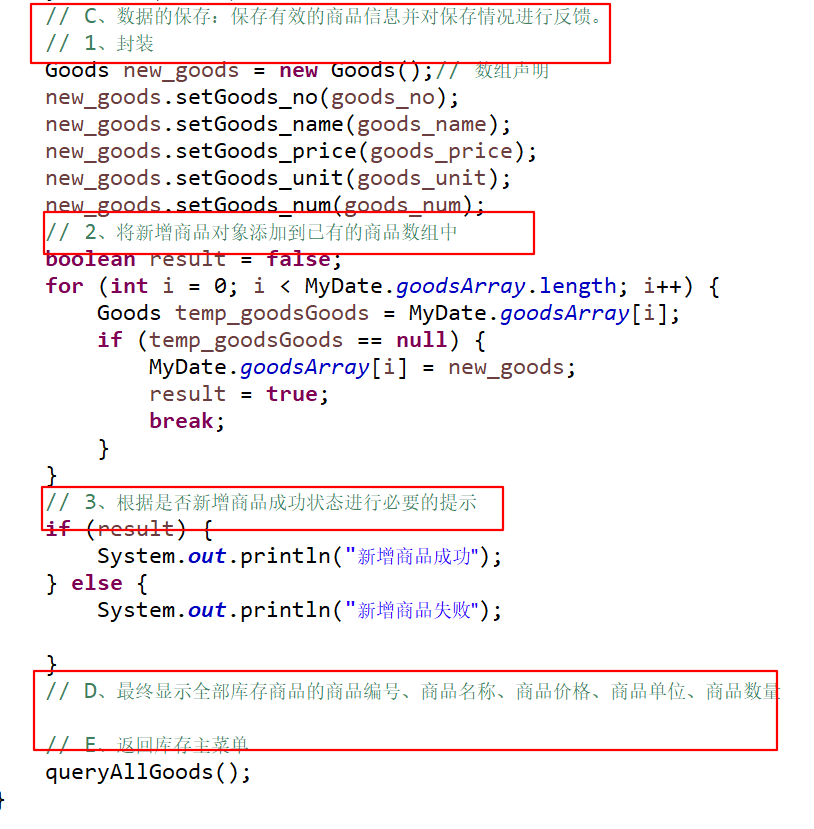 // C、数据的保存：保存有效的商品信息并对保存情况进行反馈。
// 1、封装
Goods new_goods = new Goods();// 数组声明
new_goods.setGoods_no(goods_no);
new_goods.setGoods_name(goods_name);
new_goods.setGoods_price(goods_price);
new_goods.setGoods_unit(goods_unit);
new_goods.setGoods_num(goods_num);
// 2、将新增商品对象添加到已有的商品数组中
boolean result = false;
for (int i = 0; i < MyDate.goodsArray.length; i++) {
Goods temp_goodsGoods = MyDate.goodsArray[i];
if (temp_goodsGoods == null) {
MyDate.goodsArray[i] = new_goods;
result = true;
break;
}
}
// 3、根据是否新增商品成功状态进行必要的提示
if (result) {
System.out.println("新增商品成功");
} else {
System.out.println("新增商品失败");
}
// D、最终显示全部库存商品的商品编号、商品名称、商品价格、商品单位、商品数量
// E、返回库存主菜单
queryAllGoods();
}